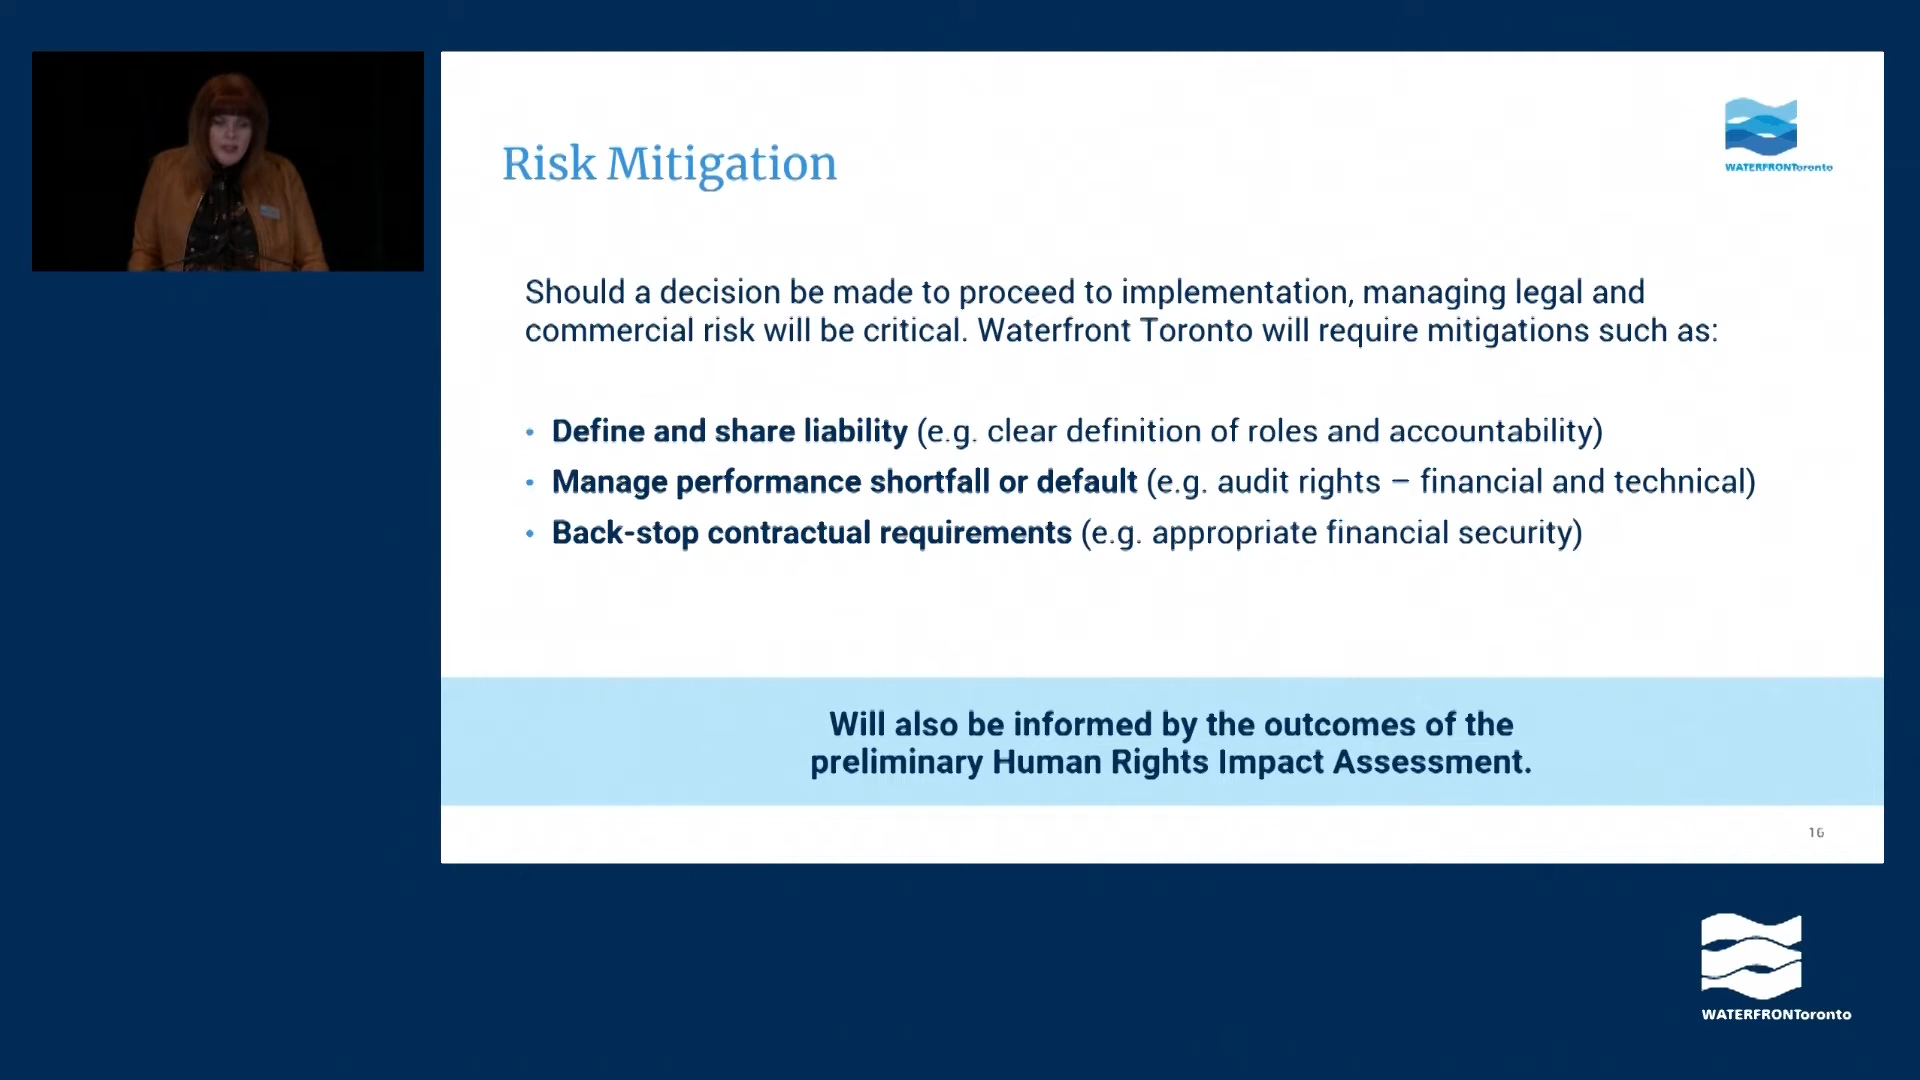 Risk Mitigation
WATERFRONToronto
Should a decision be made to proceed to implementation, managing legal and
commercial risk will be critical. Waterfront Toronto will require mitigations such as:
• Define and share liability (e.g. clear definition of roles and accountability)
• Manage performance shortfall or default (e.g. audit rights – financial and technical)
• Back-stop contractual requirements (e.g. appropriate financial security)
Will also be informed by the outcomes of the
preliminary Human Rights Impact Assessment.
16
WATERFRONToronto